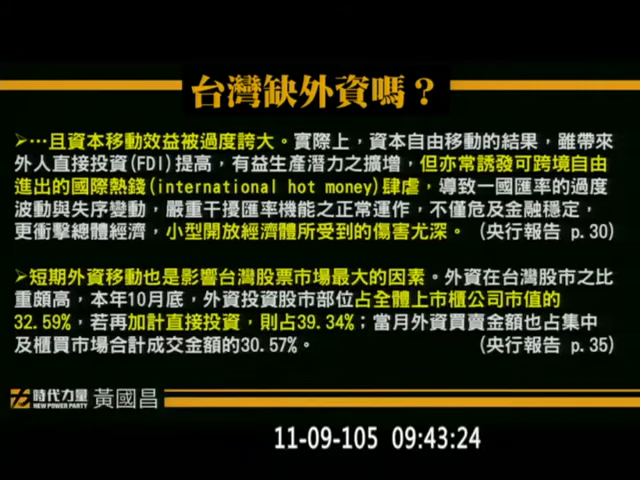 台灣缺外資嗎？
➢…且資本移動效益被過度誇大。實際上，資本自由移動的結果，雖帶來
外人直接投資(FDI)提高，有益生產潛力之擴增，但亦常誘發可跨境自由
進出的國際熱錢(international hot money)肆虐，導致一國匯率的過度
波動與失序變動，嚴重干擾匯率機能之正常運作，不僅危及金融穩定，
更衝擊總體經濟，小型開放經濟體所受到的傷害尤深。（央行報告 p.30)
➢短期外資移動也是影響台灣股票市場最大的因素。外資在台灣股市之比
重頗高，本年10月底，外資投資股市部位占全體上市櫃公司市值的
32.59%，若再加計直接投資，則占39.34%；當月外資買賣金額也占集中
及櫃買市場合計成交金額的30.57%。（央行報告 p.35)
時代力量 黃國昌
NEW POWER PARTY
11-09-105 09:43:24